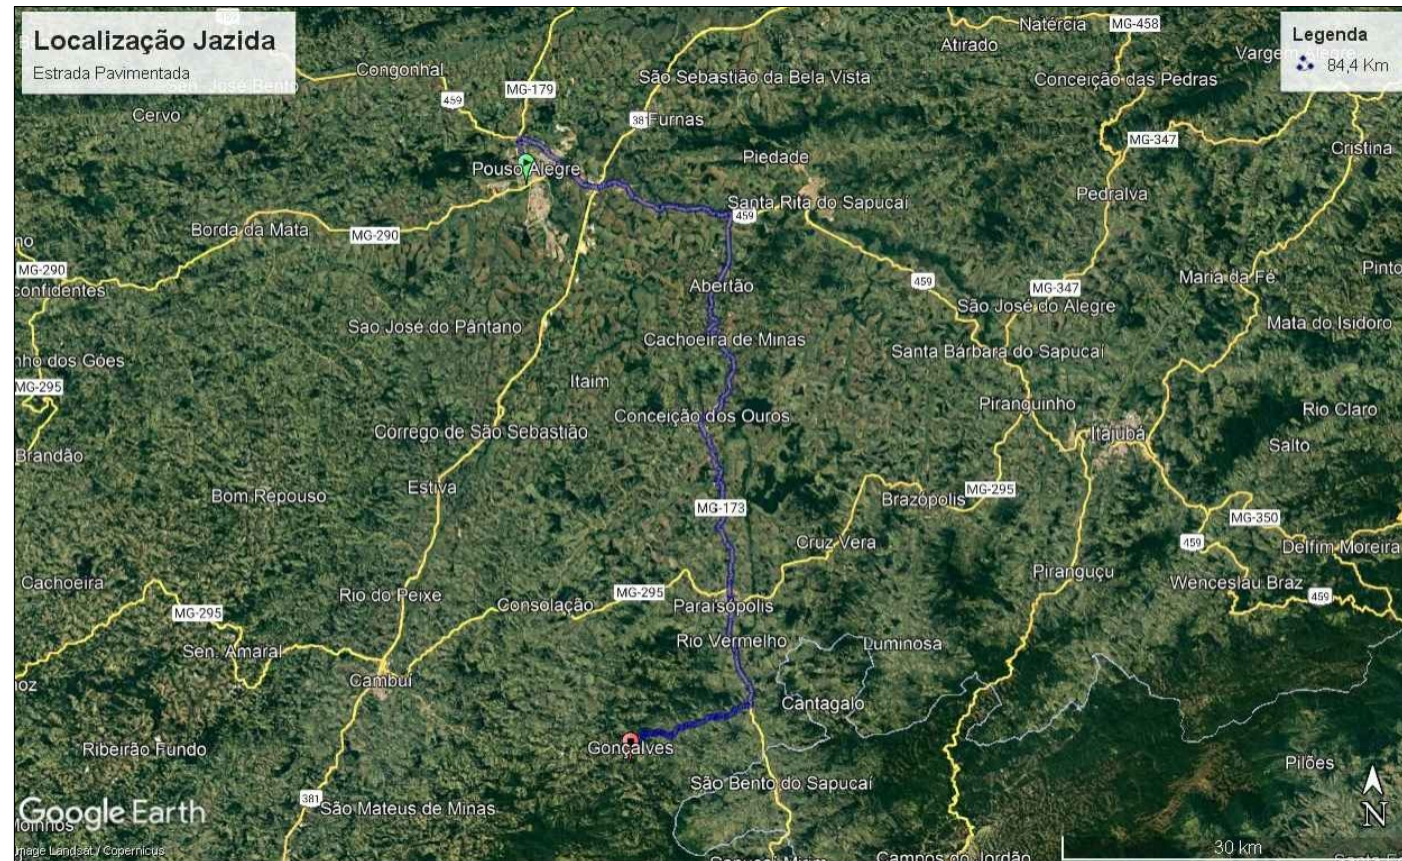 Localização Jazida
Estrada Pavimentada
Legenda
84,4 Km
Natércia
MG-458
Atirado
Congonhal
São Sebastião da Bela Vista
Conceição das Pedras
MG-179
459
Cervo
381
Furnas
MG-347
Cristina
Piedade
Pouso Alegre
Pedralva
Santa Rita do Sapucaí
459
Borda da Mata
MG-290
MG-290
Maria da Fé
Abertão
459
MG-347
São José do Alegre
Sao José do Pântano
Mata do Isidoro
Cachoeira de Minas
Santa Bárbara do Sapucaí
MG-295
Itaim
Piranguinho
Rio Claro
Conceição dos Ouros
Córrego de São Sebastião
Itajubá
Salto
Brandão
Estiva
Bom Repouso
MG-295
Brazópolis
MG-173
MG-350
Cruz Vera
459
Delfim Moreira
Cachoeira
Piranguçu
Wenceslau Braz
MG-295
Rio do Peixe
MG-295
Consolação
Paraisópolis
459
Rio Vermelho
Luminosa
Sen. Amaral
Cambuí
Cantagalo
Ribeirão Fundo
Gonçalves
Pilões
São Bento do Sapucaí
381
São Mateus de Minas
Google Earth
N
30 km
Image Landsat / Copernicus
Campos do Jordão